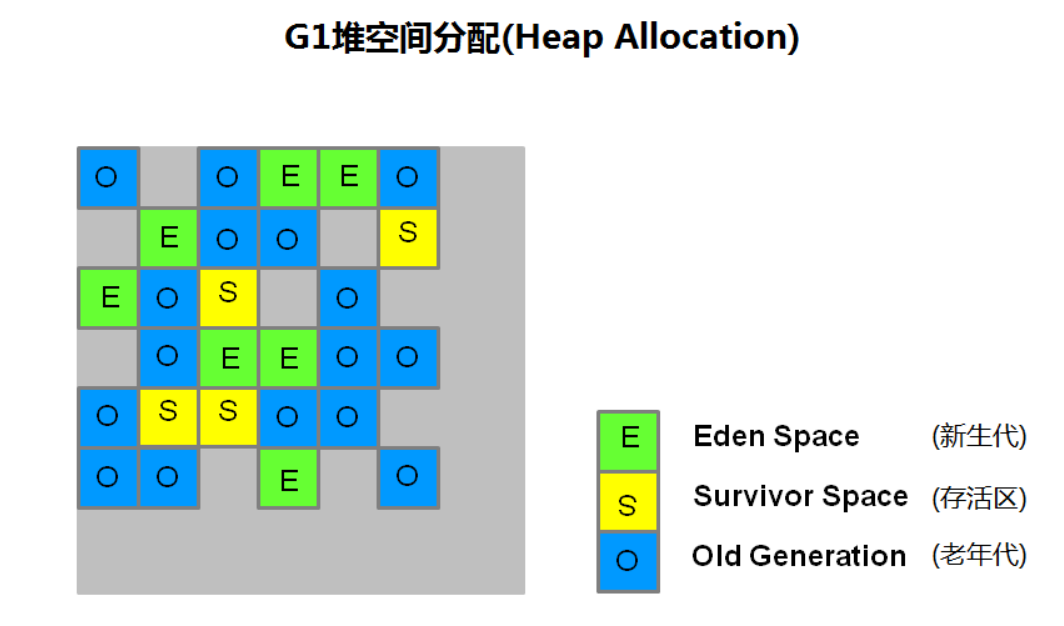 G1堆空间分配(Heap Allocation)
O O E E O
E O O S
E O S O
O E E O O
O S S O O
O O E O
E Eden Space (新生代)
S Survivor Space (存活区)
O Old Generation (老年代)